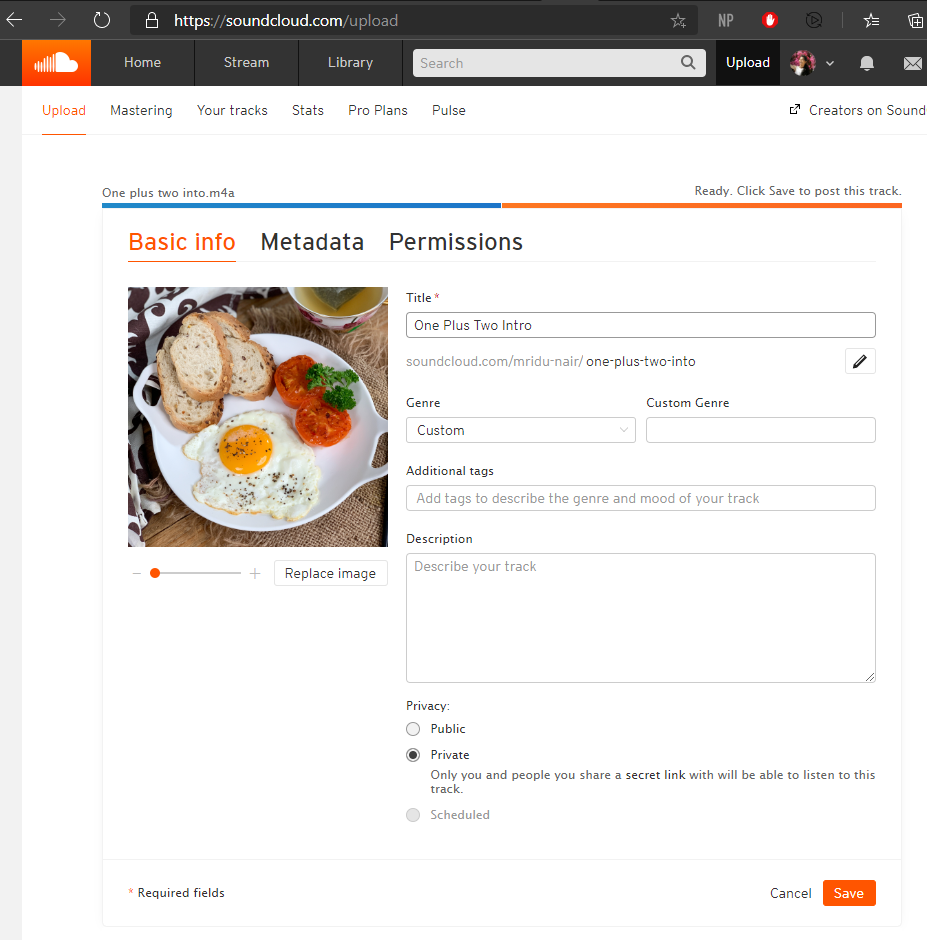 https://soundcloud.com/upload
NP
Home Stream Library Search Upload
Upload Mastering Your tracks Stats Pro Plans Pulse Creators on Sound
One plus two into.m4a Ready. Click Save to post this track.
Basic info Metadata Permissions
Title *
One Plus Two Intro
soundcloud.com/mridu-nair/ one-plus-two-into
Genre Custom Genre
Custom
Additional tags
Add tags to describe the genre and mood of your track
Description
Describe your track
Replace image
Privacy:
Public
Private
Only you and people you share a secret link with will be able to listen to this
track.
Scheduled
* Required fields Cancel Save